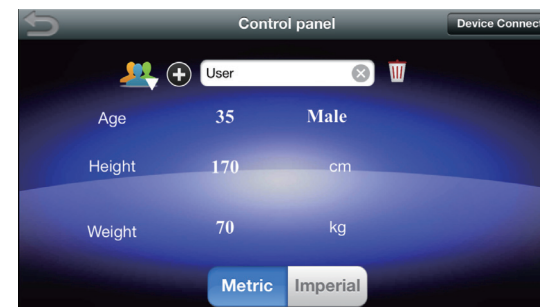 Control panel
Device Connect
User
Age 35 Male
Height 170 cm
Weight 70 kg
Metric Imperial